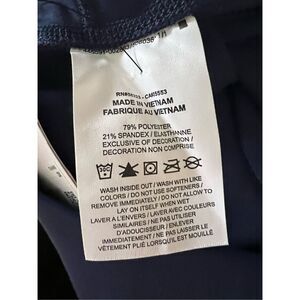 MADE IN VIETNAM
FABRIQUÉ AU VIETNAM
79% POLYESTER
21% SPANDEX / ELASTHANNE
EXCLUSIVE OF DECORATION /
DECORATION NON COMPRISE
WASH INSIDE OUT / WASH WITH LIKE
COLORS / DO NOT USE SOFTENERS /
REMOVE IMMEDIATELY / DO NOT ALLOW TO
LAY ON ITSELF WHEN WET
LAVER A L'ENVERS / LAVER AVEC COULEURS
SIMILAIRES / NE PAS UTILISER
D'ADOUCISSEUR / ENLEVER
IMMEDIATEMENT / NE PAS LAISSER LE
VÊTEMENT PLIÉ LORSQU'IL EST MOUILLÉ